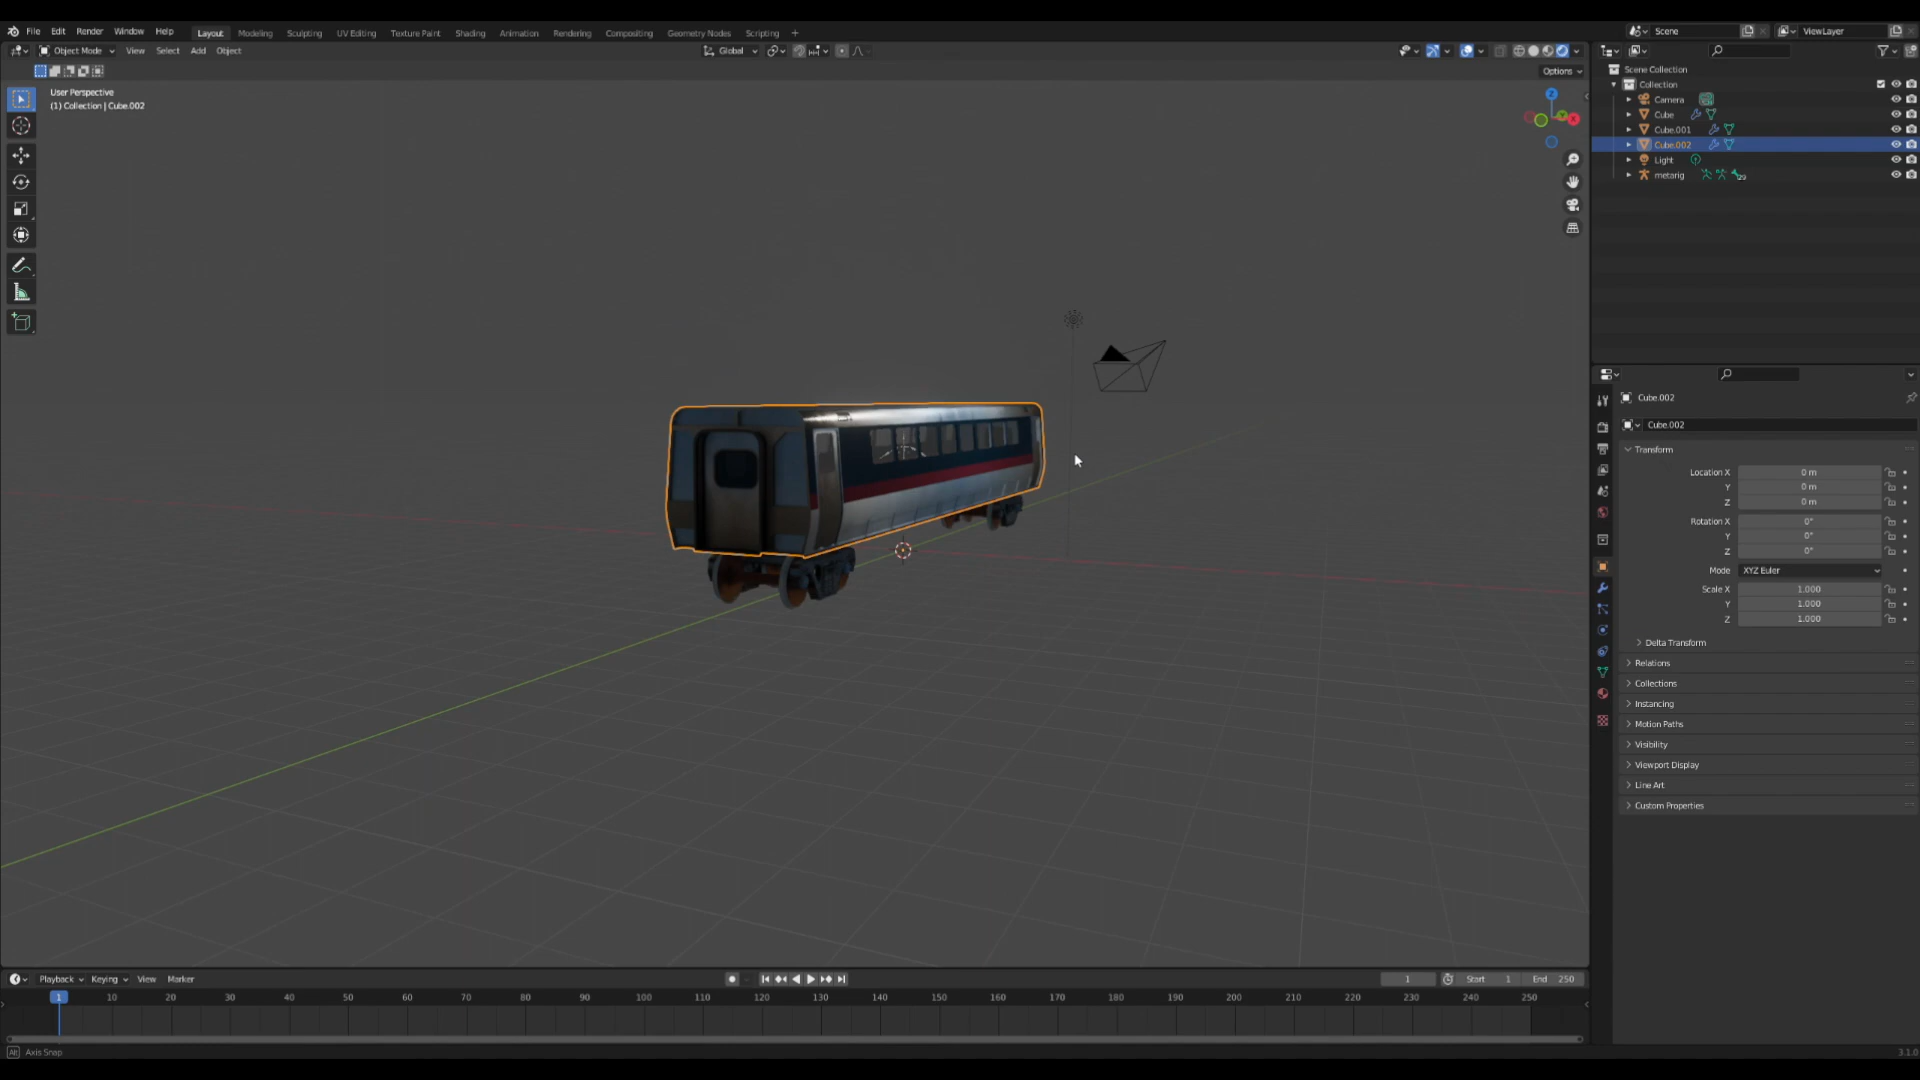 File Edit Render Window Help Layout Modeling Sculpting UV Editing Texture Paint Shading Animation Rendering Compositing Geometry Nodes Scripting + Scene ViewLayer
Object Mode View Select Add Object Global
Options
User Perspective
(1) Collection | Cube.002
Z
Y
X
Scene Collection
Collection
Camera
Cube
Cube.001
Cube.002
Light
metarig 29
Cube.002
Cube.002
Transform
Location X 0 m
Y 0 m
Z 0 m
Rotation X 0°
Y 0°
Z 0°
Mode XYZ Euler
Scale X 1.000
Y 1.000
Z 1.000
Delta Transform
Relations
Collections
Instancing
Motion Paths
Visibility
Viewport Display
Line Art
Custom Properties
Playback Keying View Marker 1 Start 1 End 250
1 10 20 30 40 50 60 70 80 90 100 110 120 130 140 150 160 170 180 190 200 210 220 230 240 250
Alt Axis Snap 3.1.0